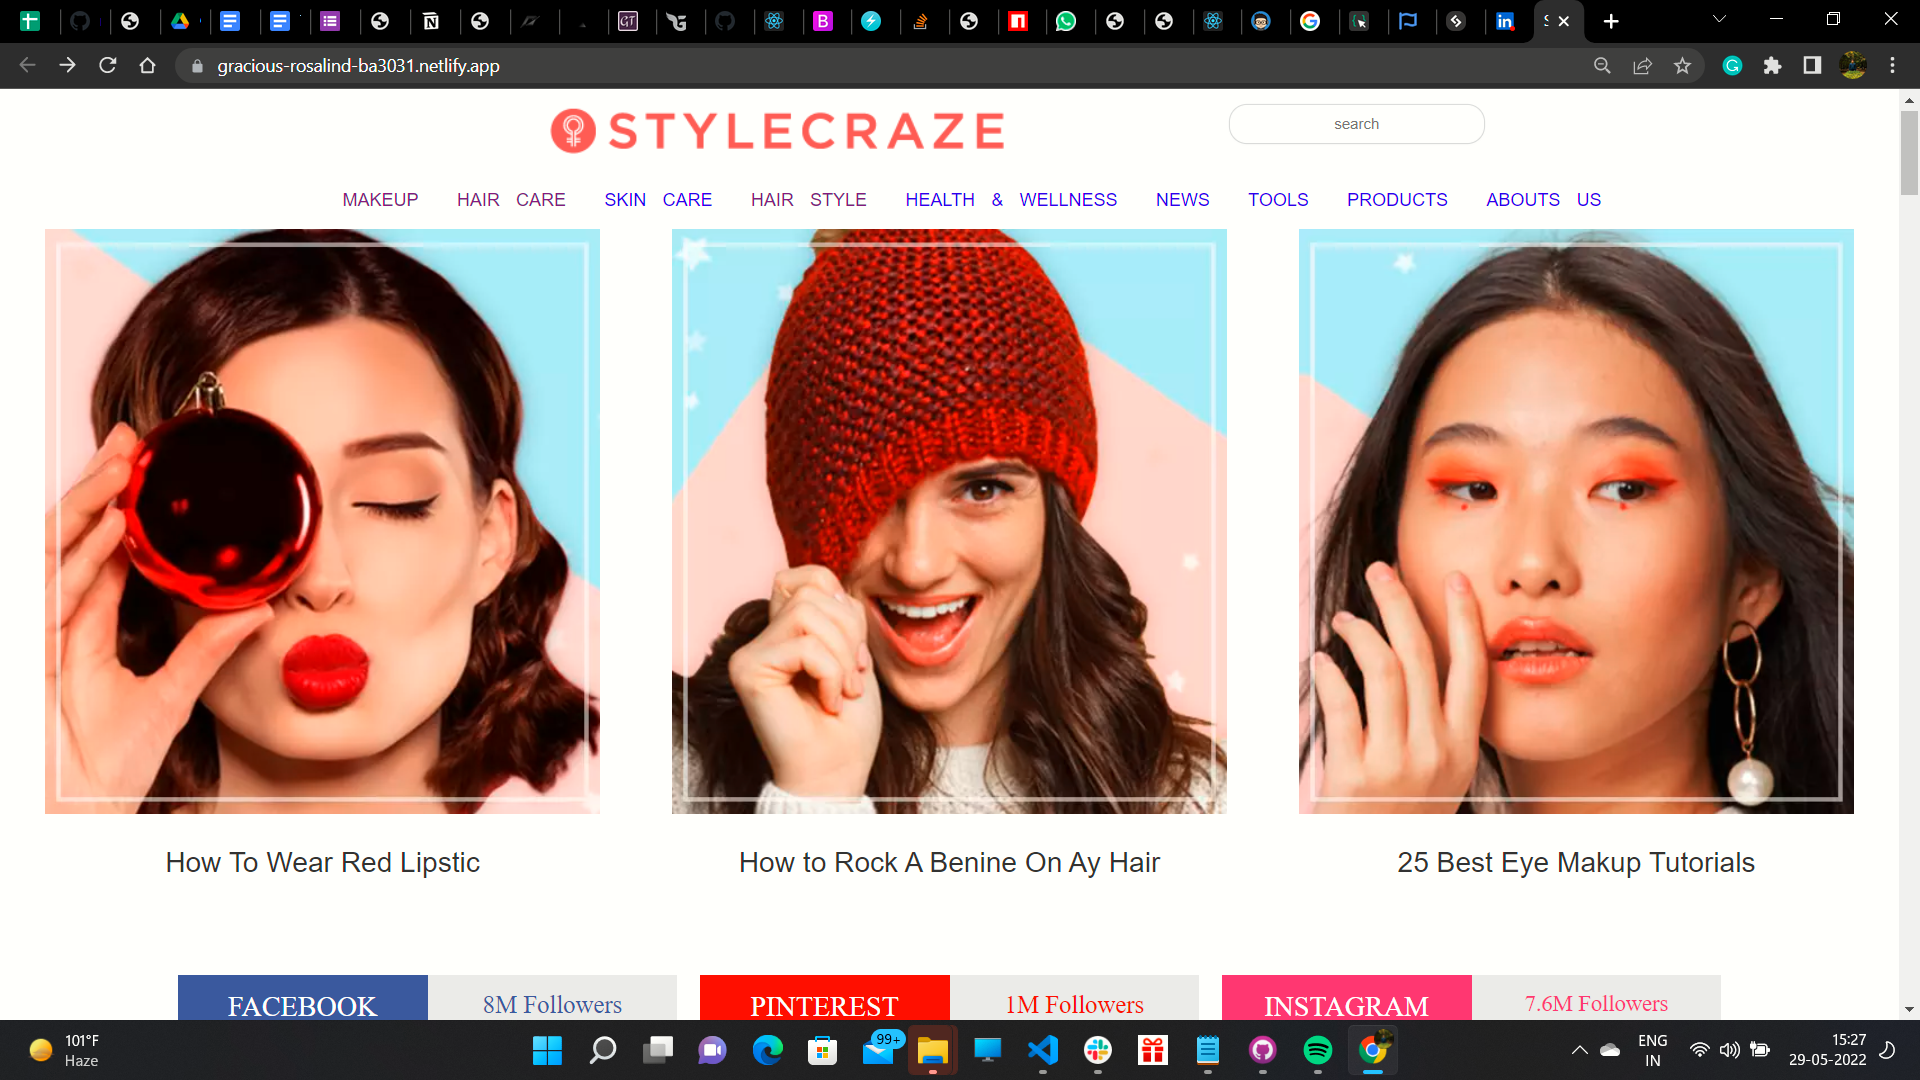 GT
B
S
gracious-rosalind-ba3031.netlify.app
STYLECRAZE
search
MAKEUP HAIR CARE SKIN CARE HAIR STYLE HEALTH & WELLNESS NEWS TOOLS PRODUCTS ABOUTS US
How To Wear Red Lipstic
How to Rock A Benine On Ay Hair
25 Best Eye Makup Tutorials
FACEBOOK 8M Followers
PINTEREST 1M Followers
INSTAGRAM 7.6M Followers
101°F
Haze
99+
ENG
IN
15:27
29-05-2022